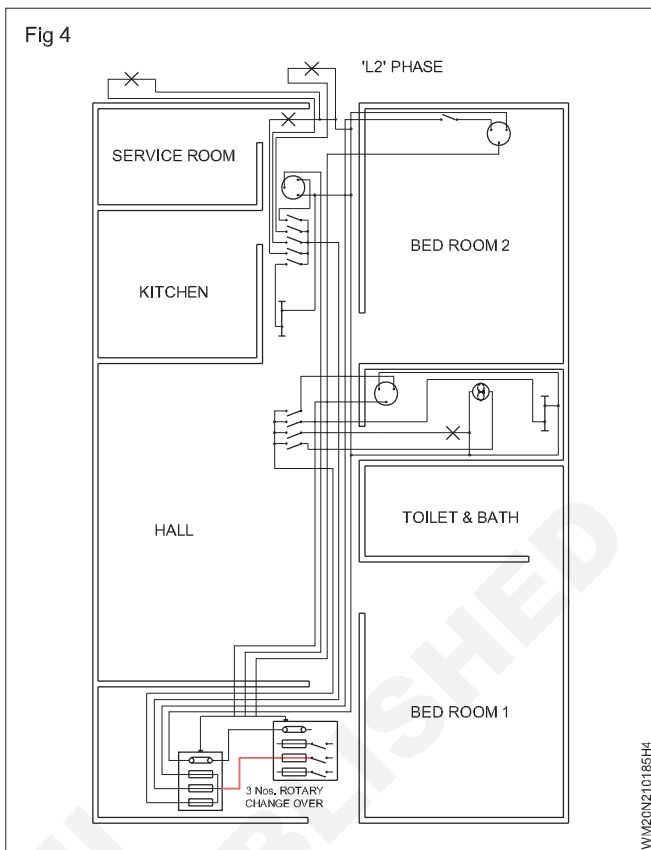 Fig 4
'L2' PHASE
SERVICE ROOM
BED ROOM 2
KITCHEN
HALL
TOILET & BATH
BED ROOM 1
3 Nos. ROTARY
CHANGE OVER
WM20N210185H4